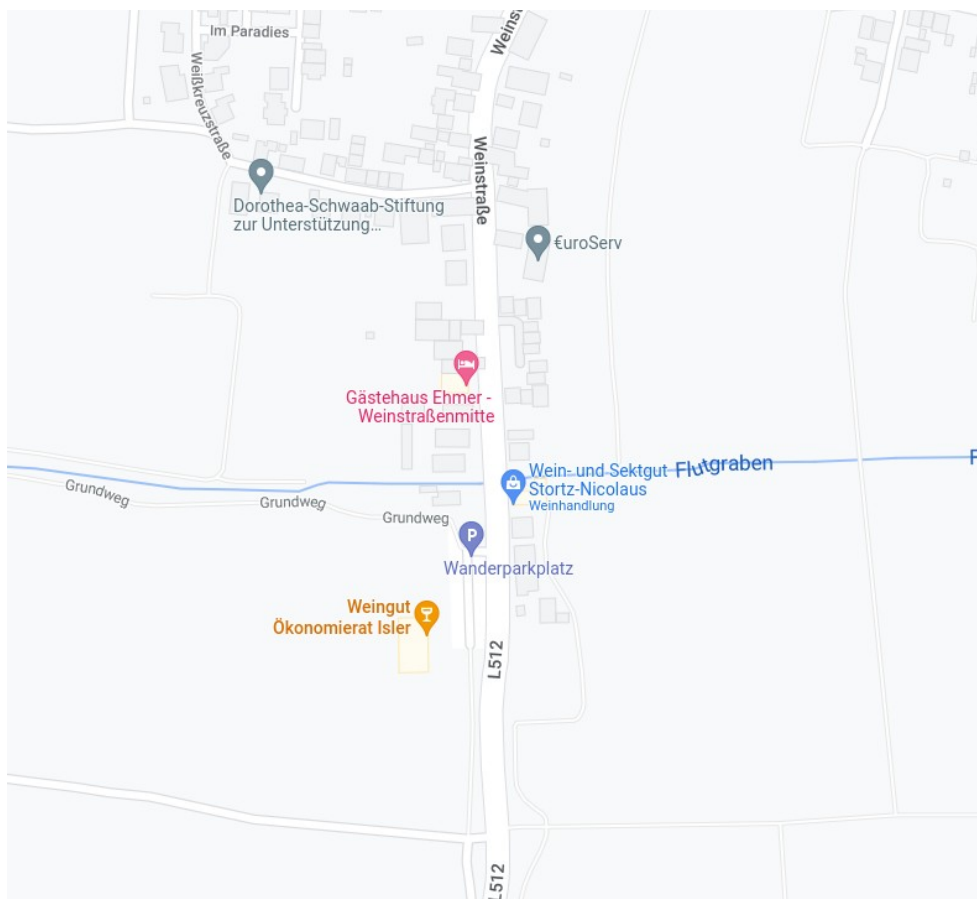 Im Paradies
Weinst
Weißkreuzstraße
Weinstraße
Dorothea-Schwaab-Stiftung
zur Unterstützung...
€uroServ
Gästehaus Ehmer -
Weinstraßenmitte
Wein- und Sektgut
Stortz-Nicolaus
Weinhandlung
Flutgraben
F
Grundweg
Grundweg
Grundweg
P
Wanderparkplatz
Weingut
Ökonomierat Isler
L512
L512